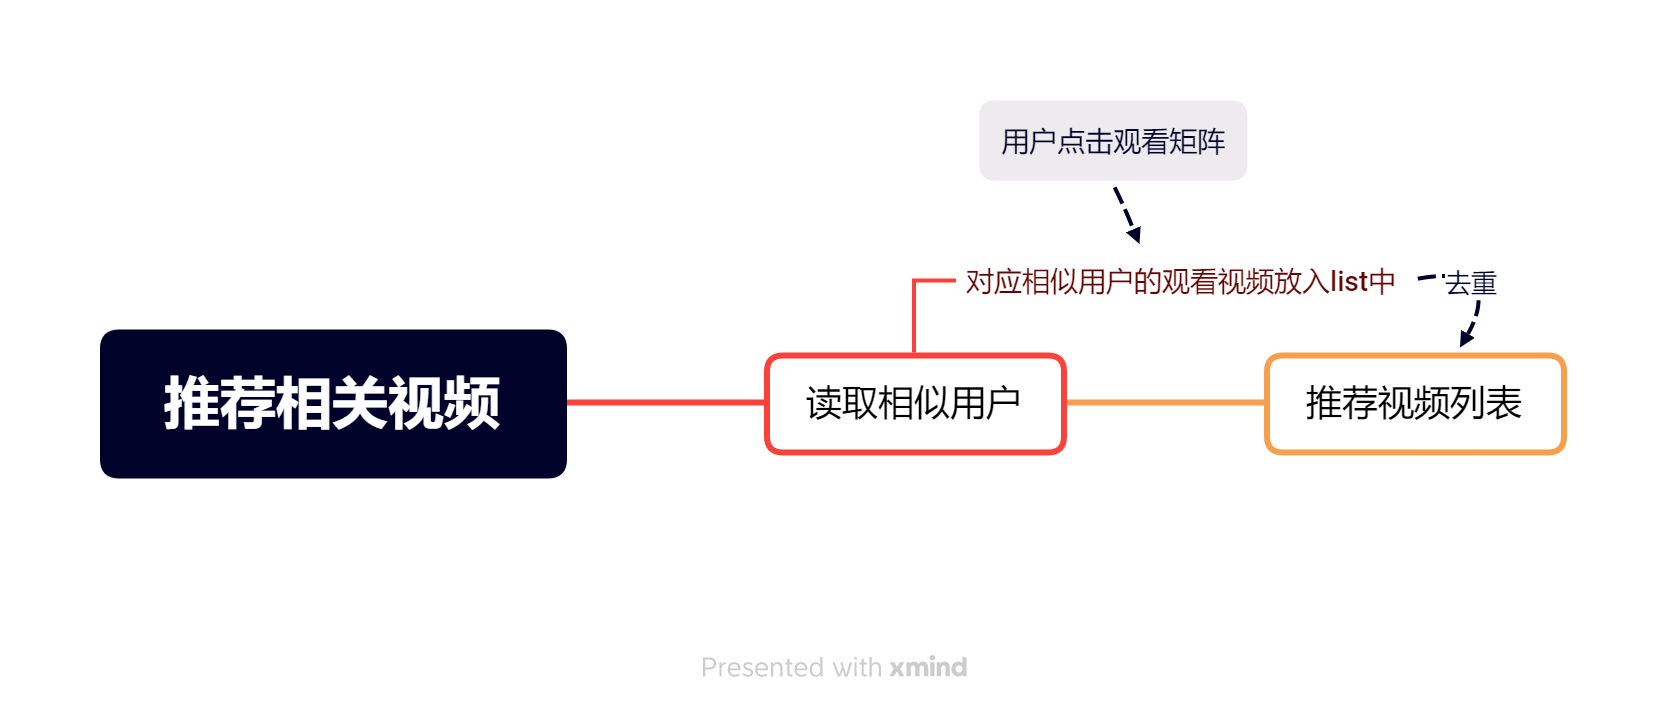 用户点击观看矩阵
对应相似用户的观看视频放入list中
去重
推荐相关视频
读取相似用户
推荐视频列表
Presented with xmind